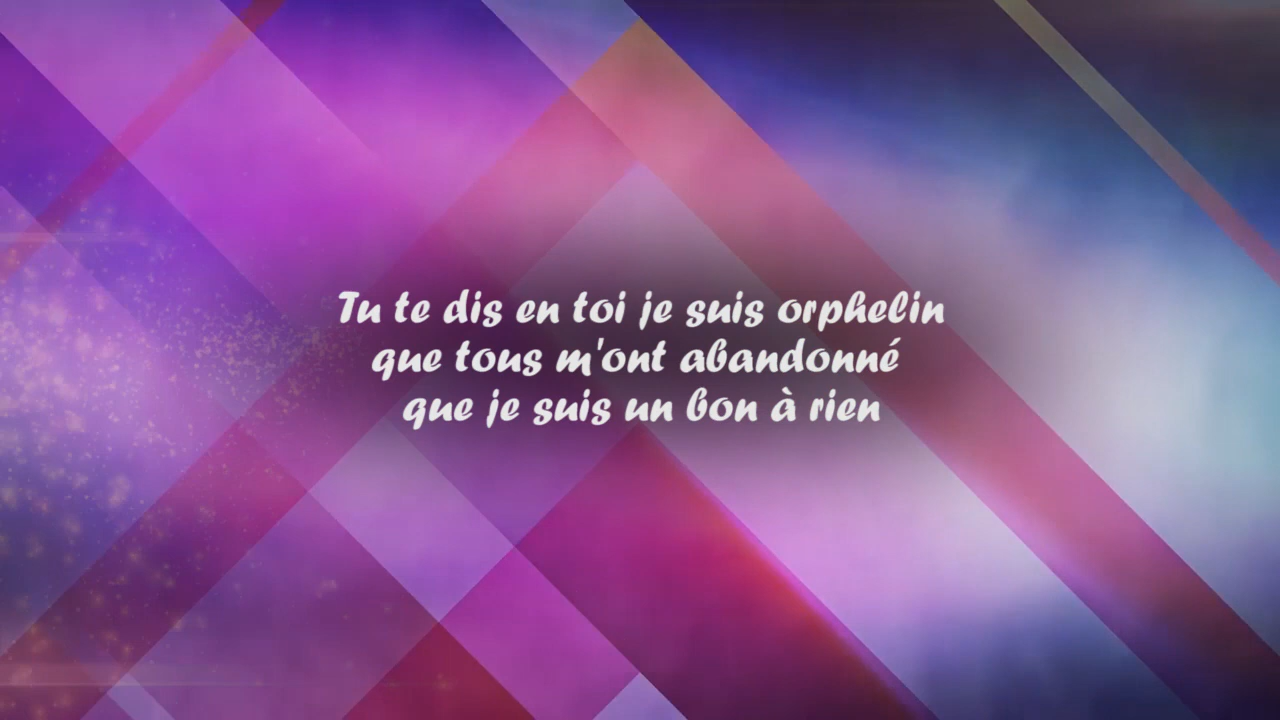 Tu te dis en toi je suis orphelin
que tous m'ont abandonné
que je suis un bon à rien